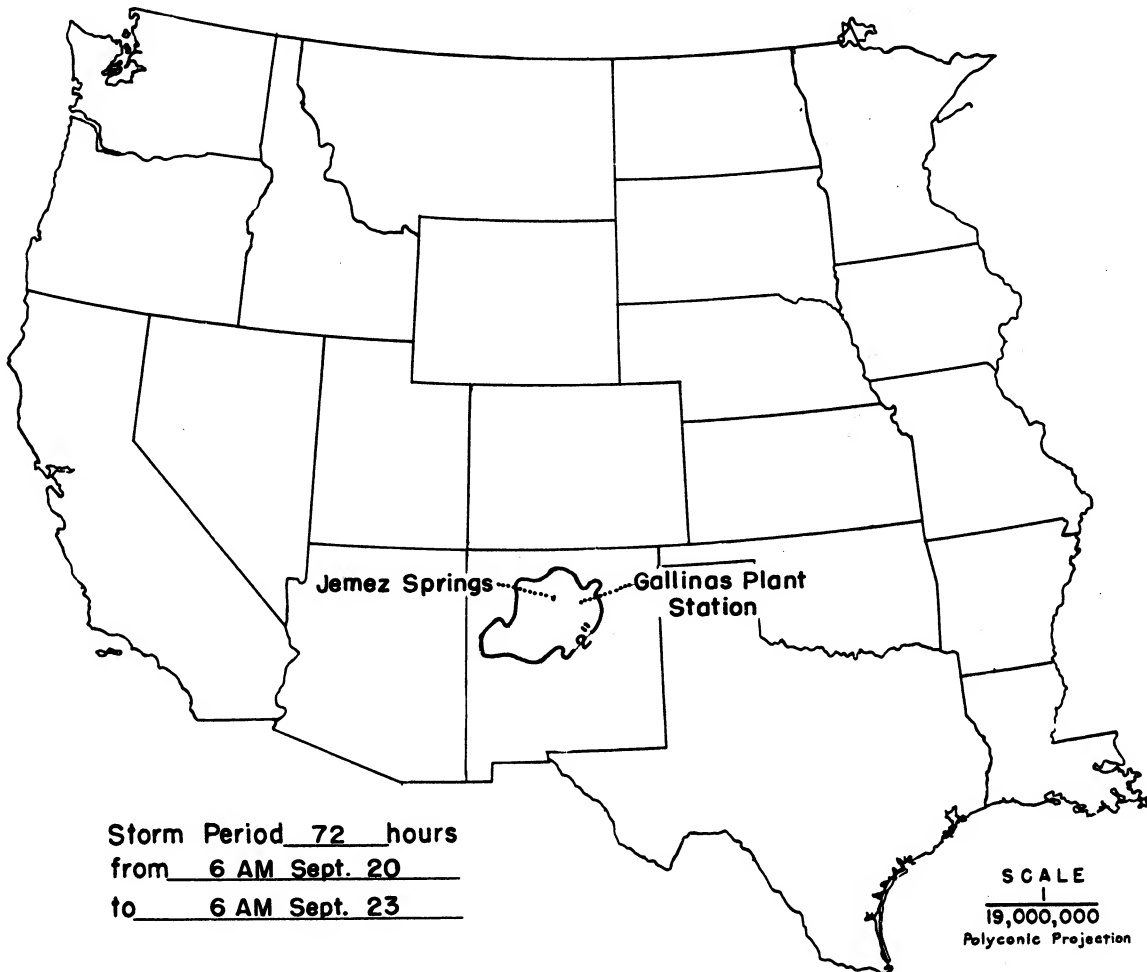 Jemez Springs
Gallinas Plant
Station
2"
Storm Period 72 hours
from 6 AM Sept. 20
to 6 AM Sept. 23
SCALE
1
19,000,000
Polyconic Projection